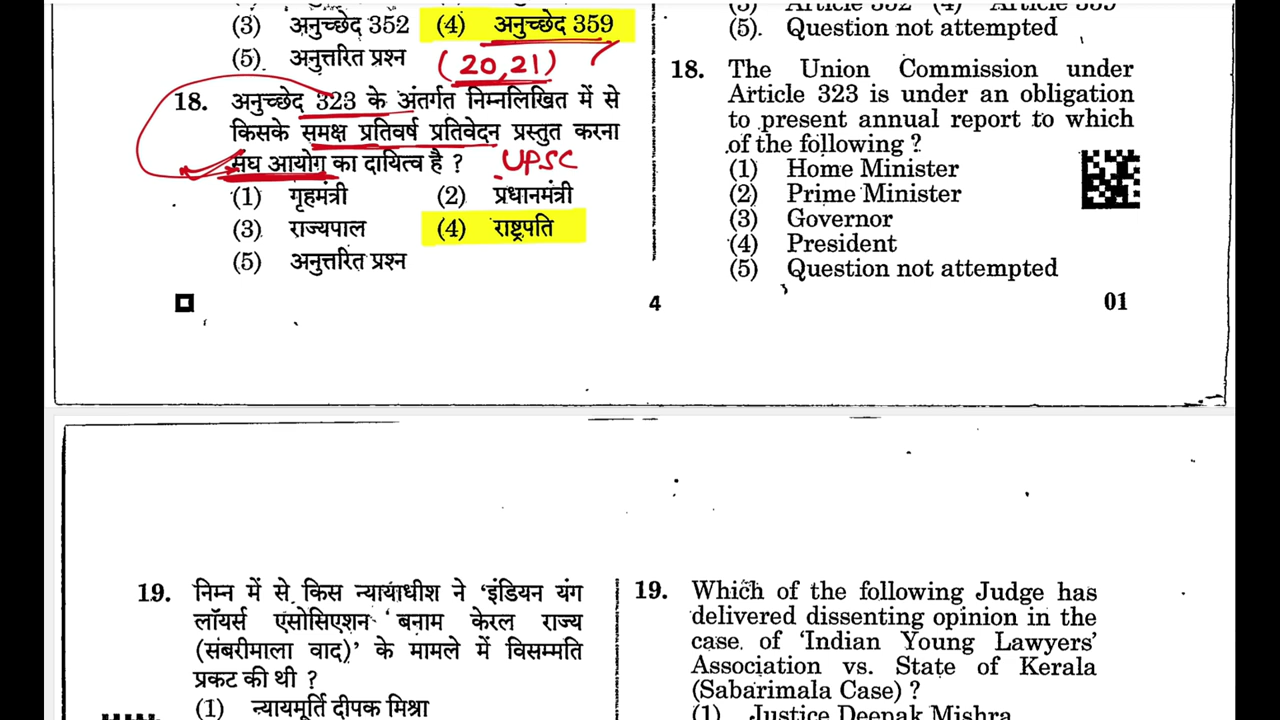 (3) अनुच्छेद 352 (4) अनुच्छेद 359
(5) अनुत्तरित प्रश्न (20, 21)
18. अनुच्छेद 323 के अंतर्गत निम्नलिखित में से
किसके समक्ष प्रतिवर्ष प्रतिवेदन प्रस्तुत करना
संघ आयोग का दायित्व है ? UPSC
(1) गृहमंत्री (2) प्रधानमंत्री
(3) राज्यपाल (4) राष्ट्रपति
(5) अनुत्तरित प्रश्न
(5). Question not attempted
18. The Union Commission under
Article 323 is under an obligation
to present annual report to which
of the following ?
(1) Home Minister
(2) Prime Minister
(3) Governor
(4) President
(5) Question not attempted
4 01
19. निम्न में से किस न्यायाधीश ने ‘इंडियन यंग
लॉयर्स एसोसिएशन बनाम केरल राज्य
(संबरीमाला वाद)’ के मामले में विसम्मति
प्रकट की थी ?
(1) न्यायमूर्ति दीपक मिश्रा
19. Which of the following Judge has
delivered dissenting opinion in the
case of ‘Indian Young Lawyers’
Association vs. State of Kerala
(Sabarimala Case) ?
(1) Justice Deepak Mishra